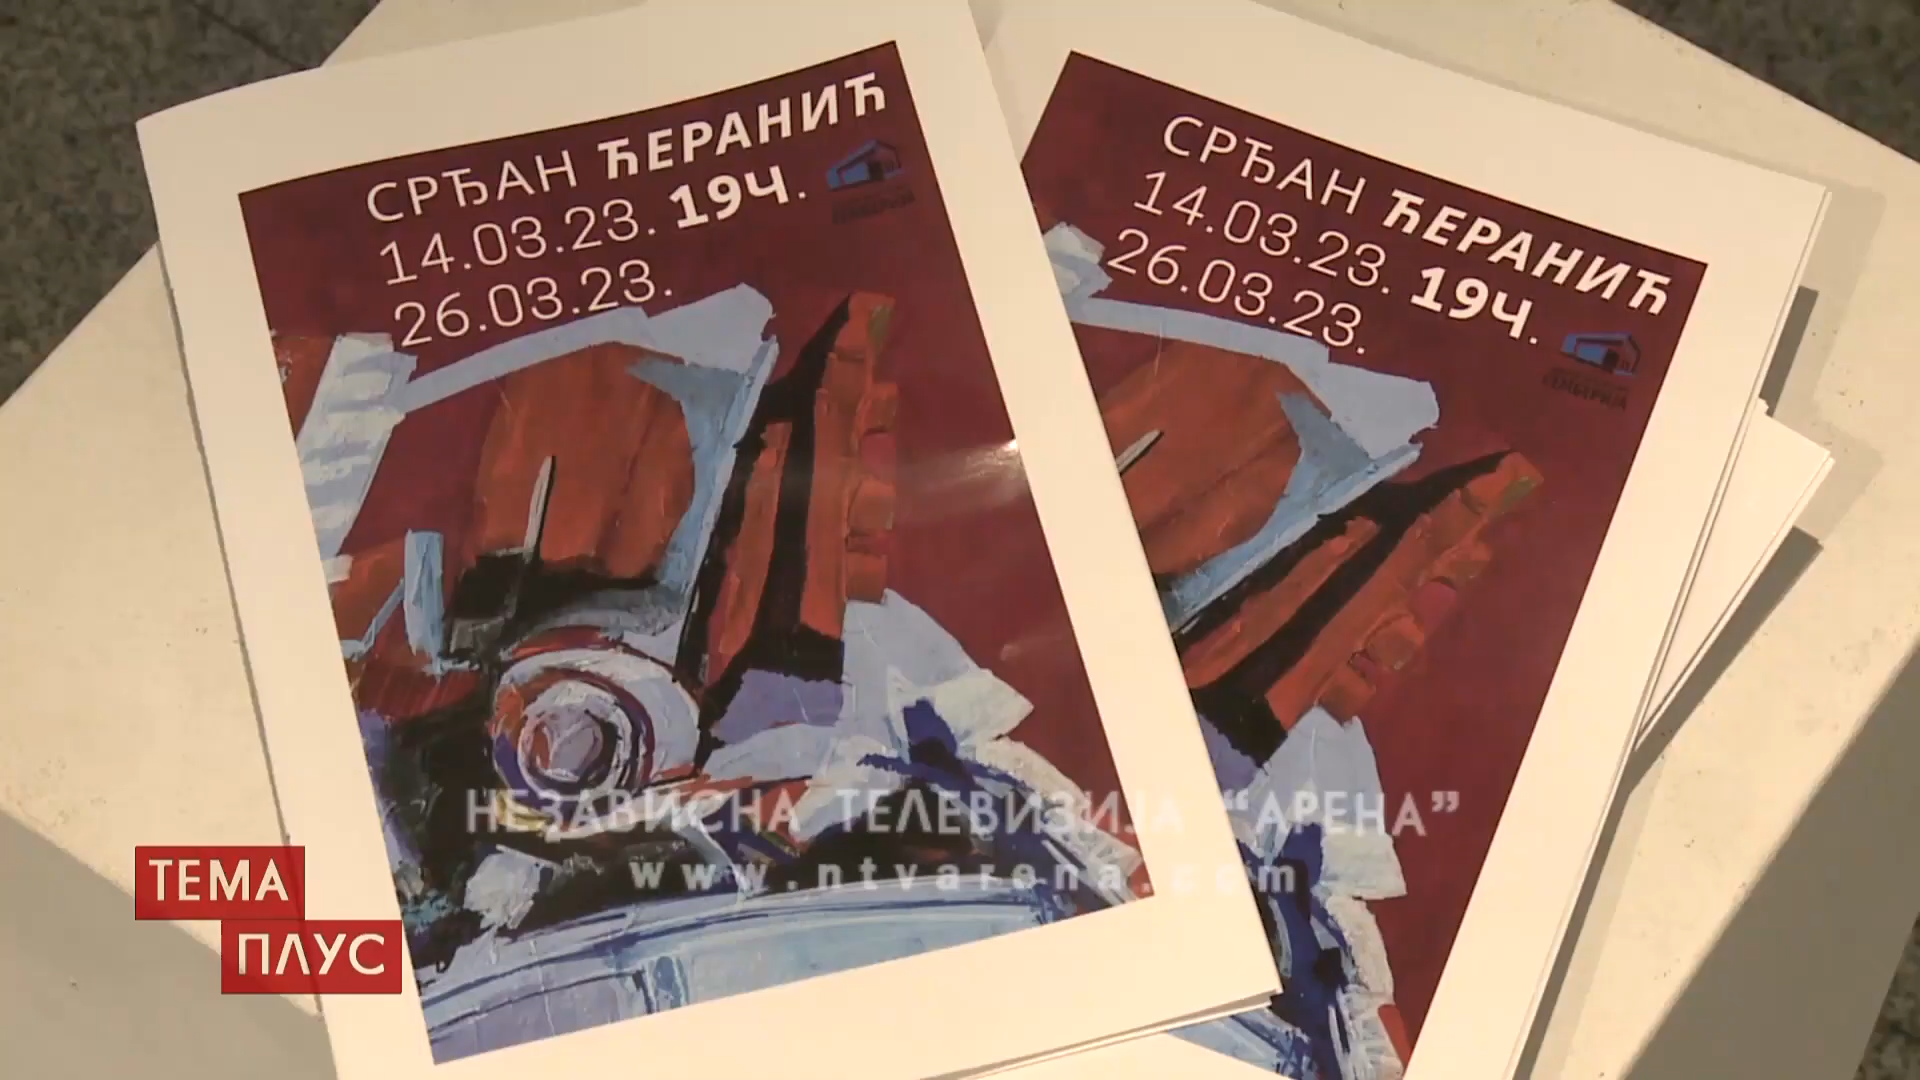 СРЂАН ЋЕРАНИЋ
14.03.23. 19Ч.
26.03.23.
СРЂАН ЋЕРАНИЋ
14.03.23. 19Ч.
26.03.23.
СЕМБЕРИЈА
НЕЗАВИСНА ТЕЛЕВИЗИЈА “АРЕНА”
www.ntvarena.com
ТЕМА
ПЛУС